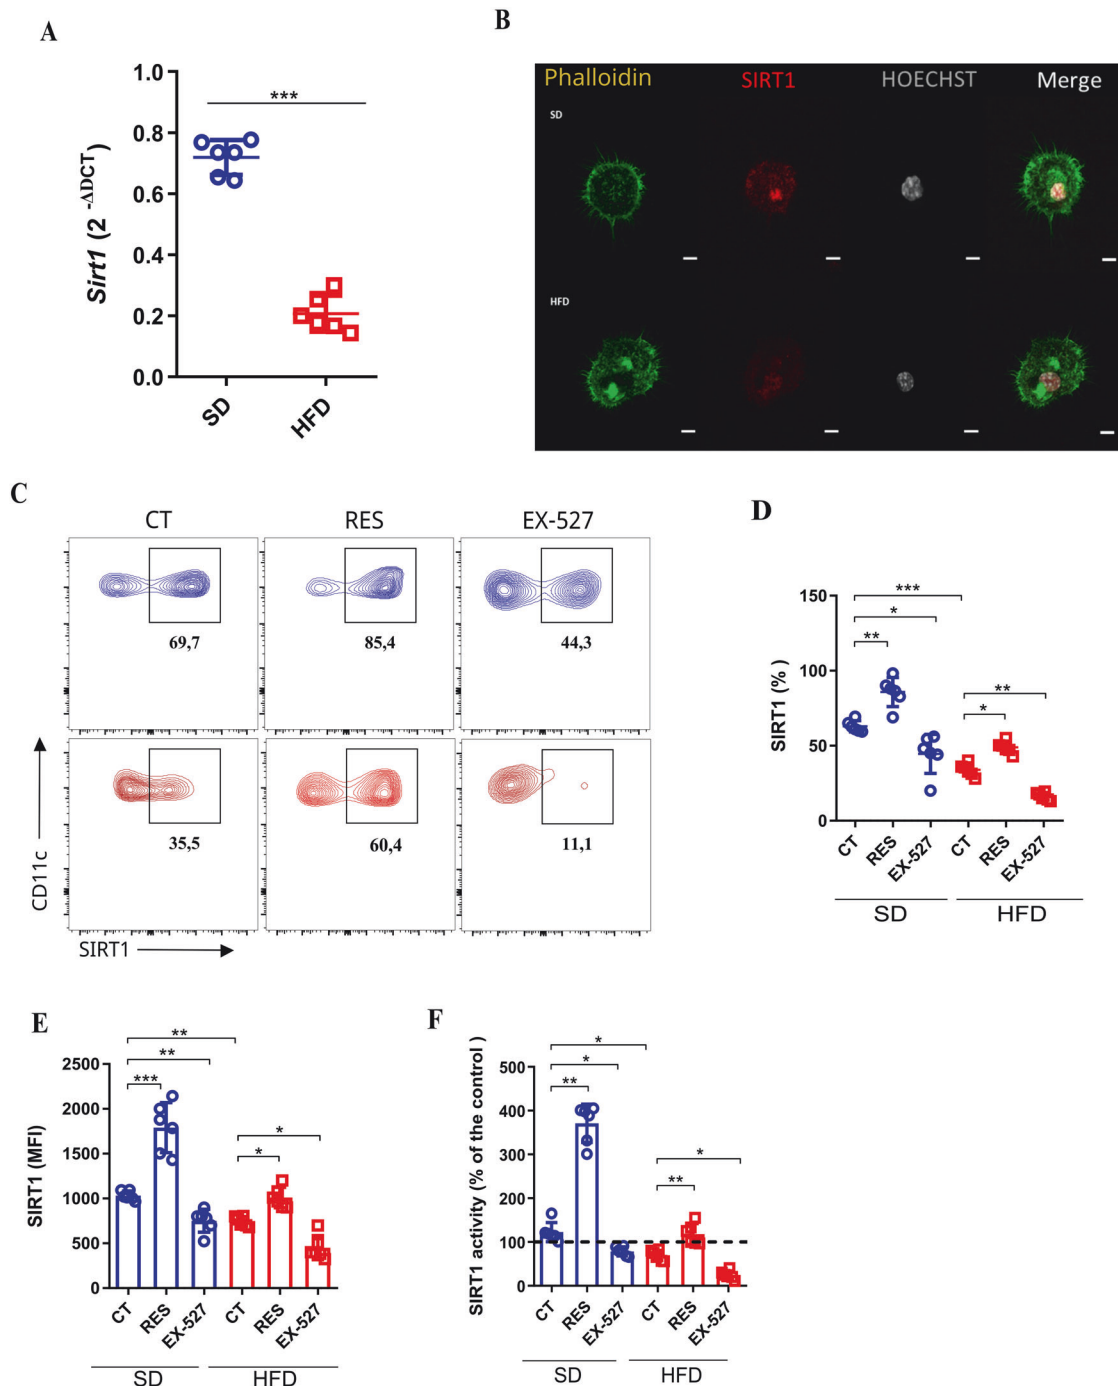 A
1.0
0.8
0.6
0.4
0.2
0.0
Sirt1 (2 -ΔDCT)
***
SD
HFD
B
Phalloidin SIRT1 HOECHST Merge
SD
HFD
C
CT RES EX-527
69,7 85,4 44,3
35,5 60,4 11,1
CD11c
SIRT1
D
SIRT1 (%)
150
100
50
0
***
*
**
**
*
CT RES EX-527 CT RES EX-527
SD HFD
E
SIRT1 (MFI)
2500
2000
1500
1000
500
0
**
**
***
*
*
CT RES EX-527 CT RES EX-527
SD HFD
F
SIRT1 activity (% of the control)
500
400
300
200
100
0
*
*
**
*
**
CT RES EX-527 CT RES EX-527
SD HFD